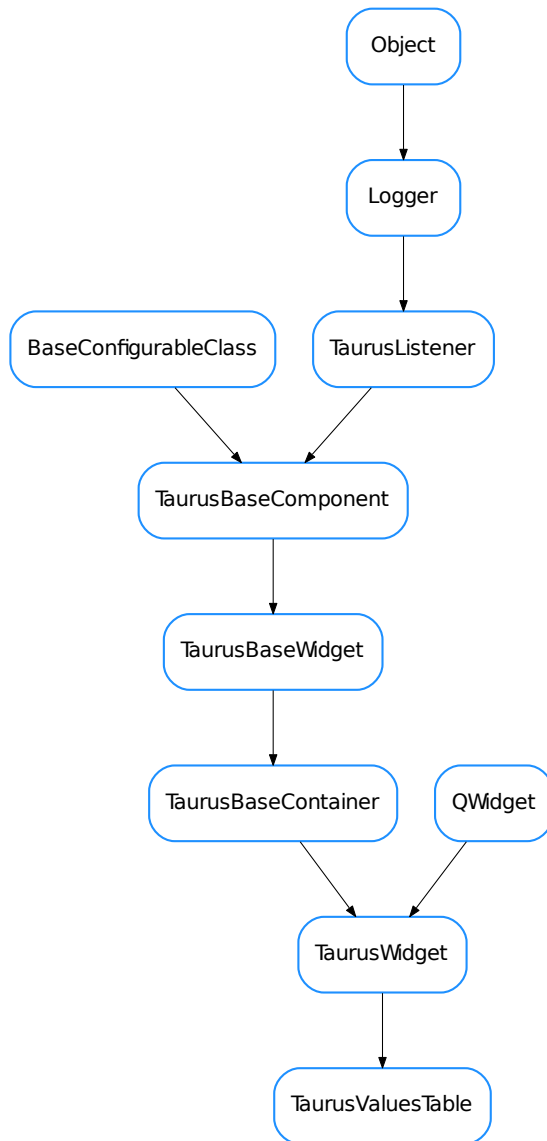 Object
Logger
BaseConfigurableClass
TaurusListener
TaurusBaseComponent
TaurusBaseWidget
TaurusBaseContainer
QWidget
TaurusWidget
TaurusValuesTable